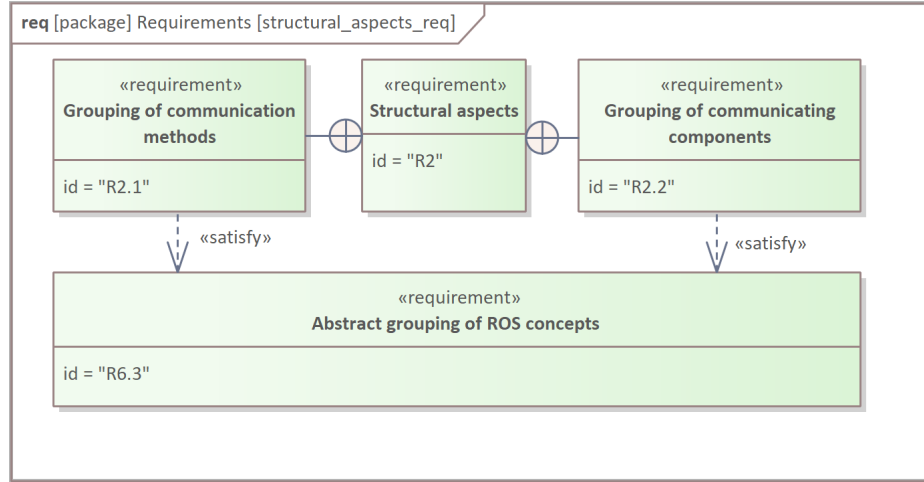 req [package] Requirements [structural_aspects_req]
«requirement»
Grouping of communication
methods
id = "R2.1"
«requirement»
Structural aspects
id = "R2"
«requirement»
Grouping of communicating
components
id = "R2.2"
«satisfy»
«satisfy»
«requirement»
Abstract grouping of ROS concepts
id = "R6.3"